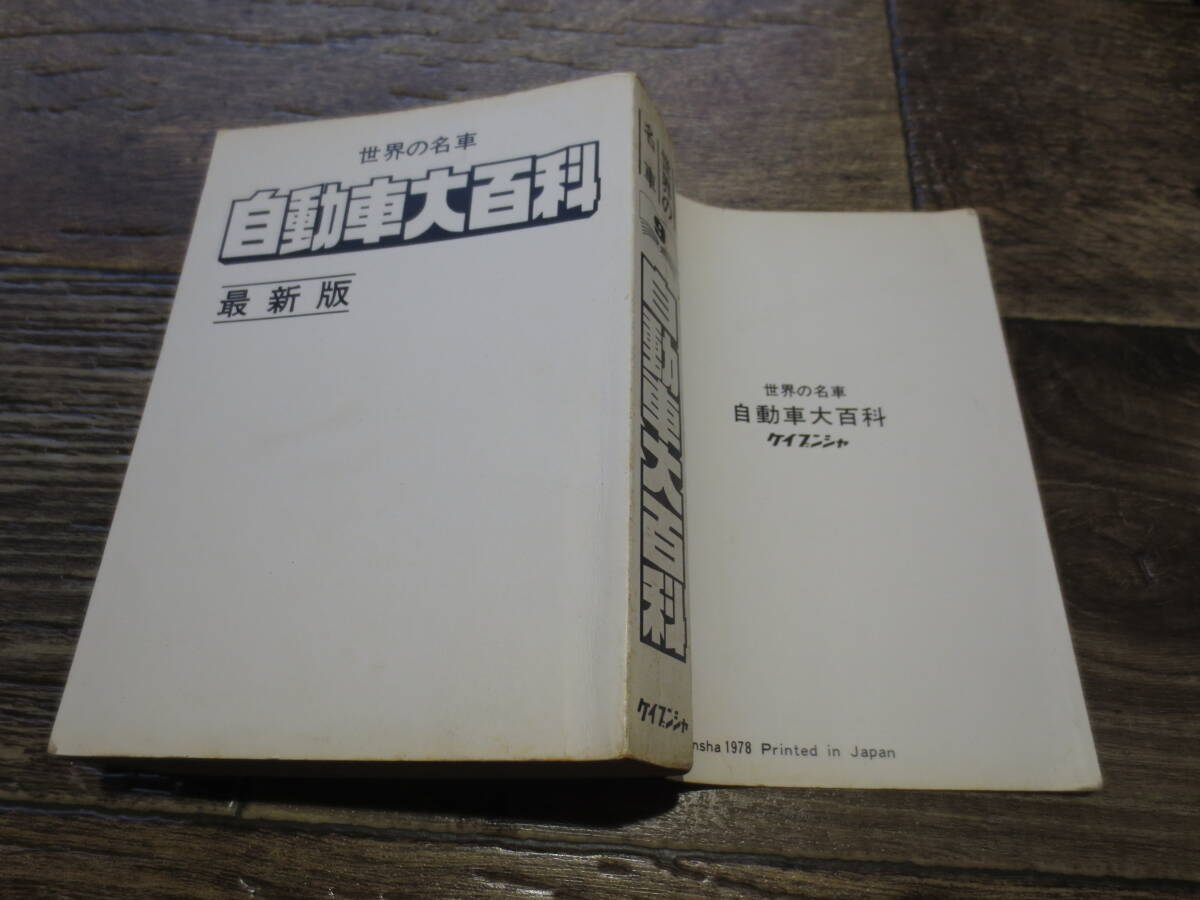 世界の名車
自動車大百科
最新版
世界の
名車
9
自動車大百科
ケイブンシャ
世界の名車
自動車大百科
ケイブンシャ
nsha 1978 Printed in Japan